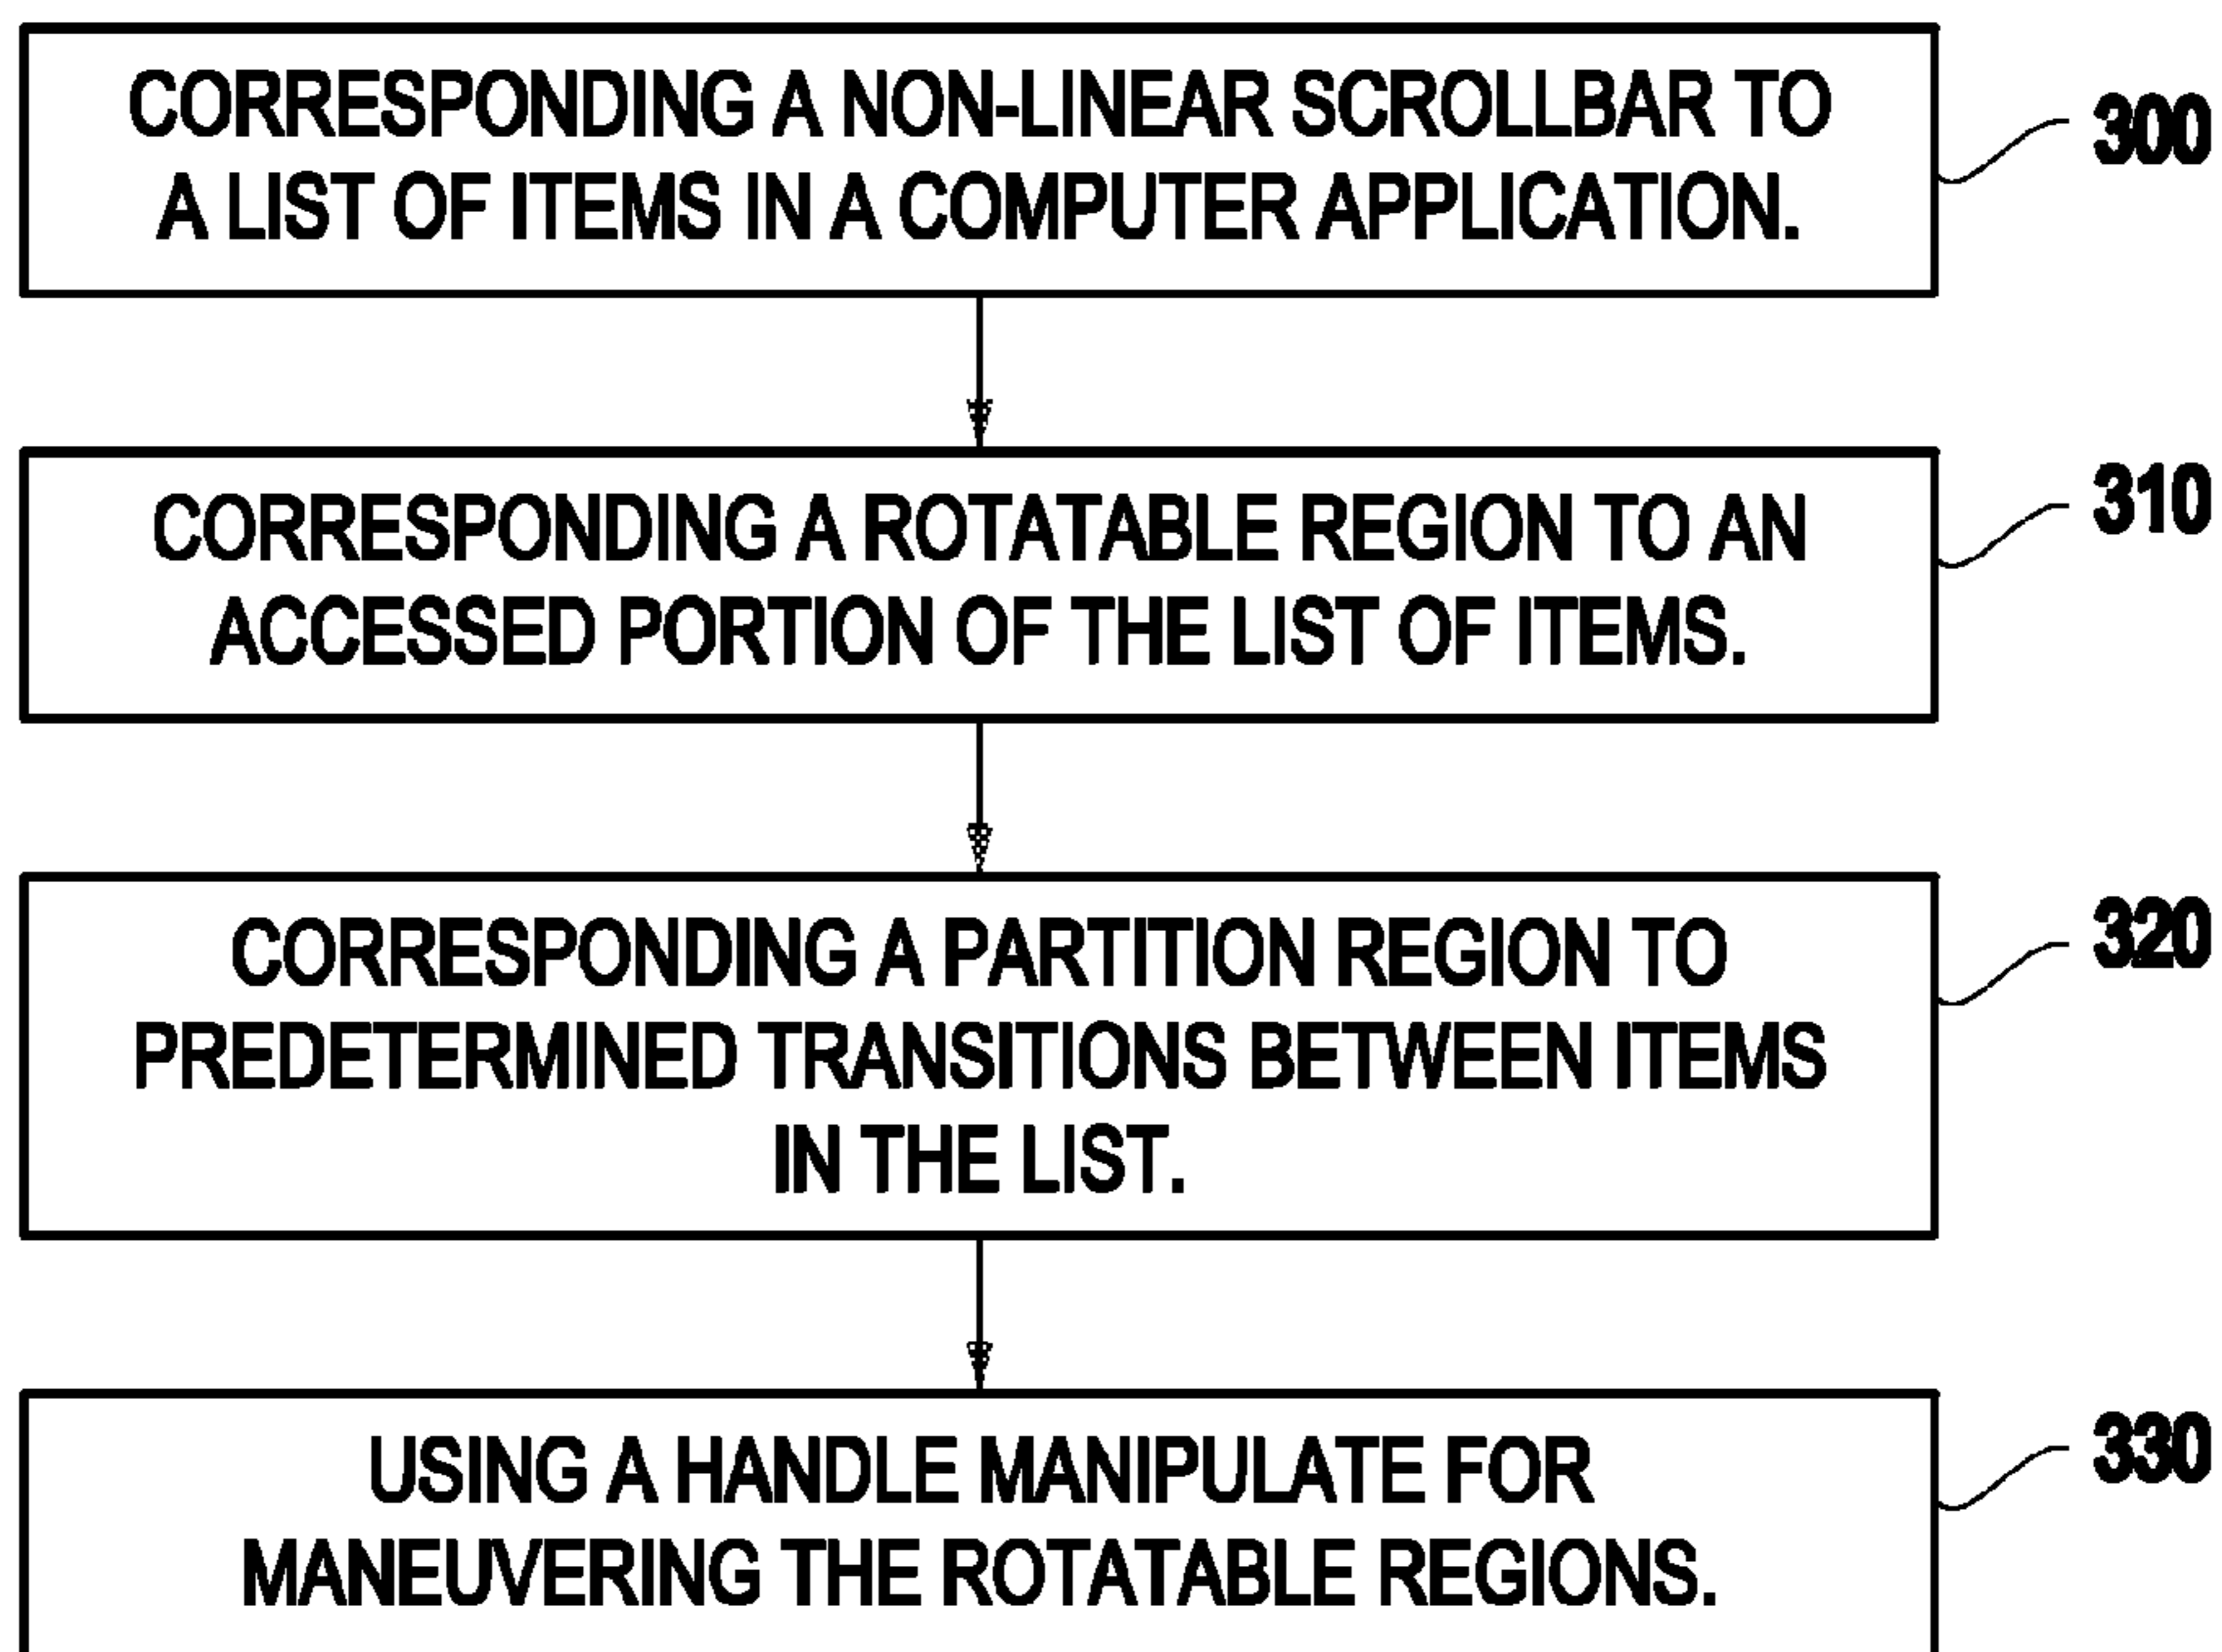 CORRESPONDING A NON-LINEAR SCROLLBAR TO
A LIST OF ITEMS IN A COMPUTER APPLICATION.
300
CORRESPONDING A ROTATABLE REGION TO AN
ACCESSED PORTION OF THE LIST OF ITEMS.
310
CORRESPONDING A PARTITION REGION TO
PREDETERMINED TRANSITIONS BETWEEN ITEMS
IN THE LIST.
320
USING A HANDLE MANIPULATE FOR
MANEUVERING THE ROTATABLE REGIONS.
330